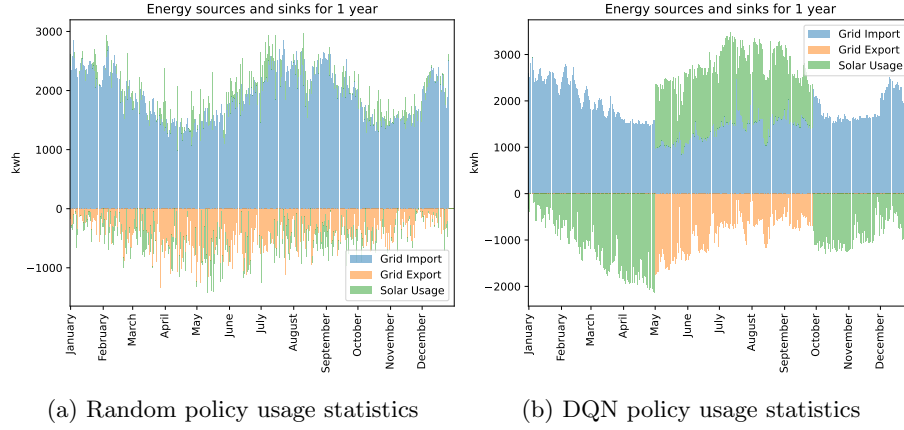 Energy sources and sinks for 1 year
3000
2000
1000
0
−1000
kwh
Grid Import
Grid Export
Solar Usage
January
February
March
April
May
June
July
August
September
October
November
December
(a) Random policy usage statistics
Energy sources and sinks for 1 year
Grid Import
Grid Export
Solar Usage
3000
2000
1000
0
−1000
−2000
kwh
January
February
March
April
May
June
July
August
September
October
November
December
(b) DQN policy usage statistics